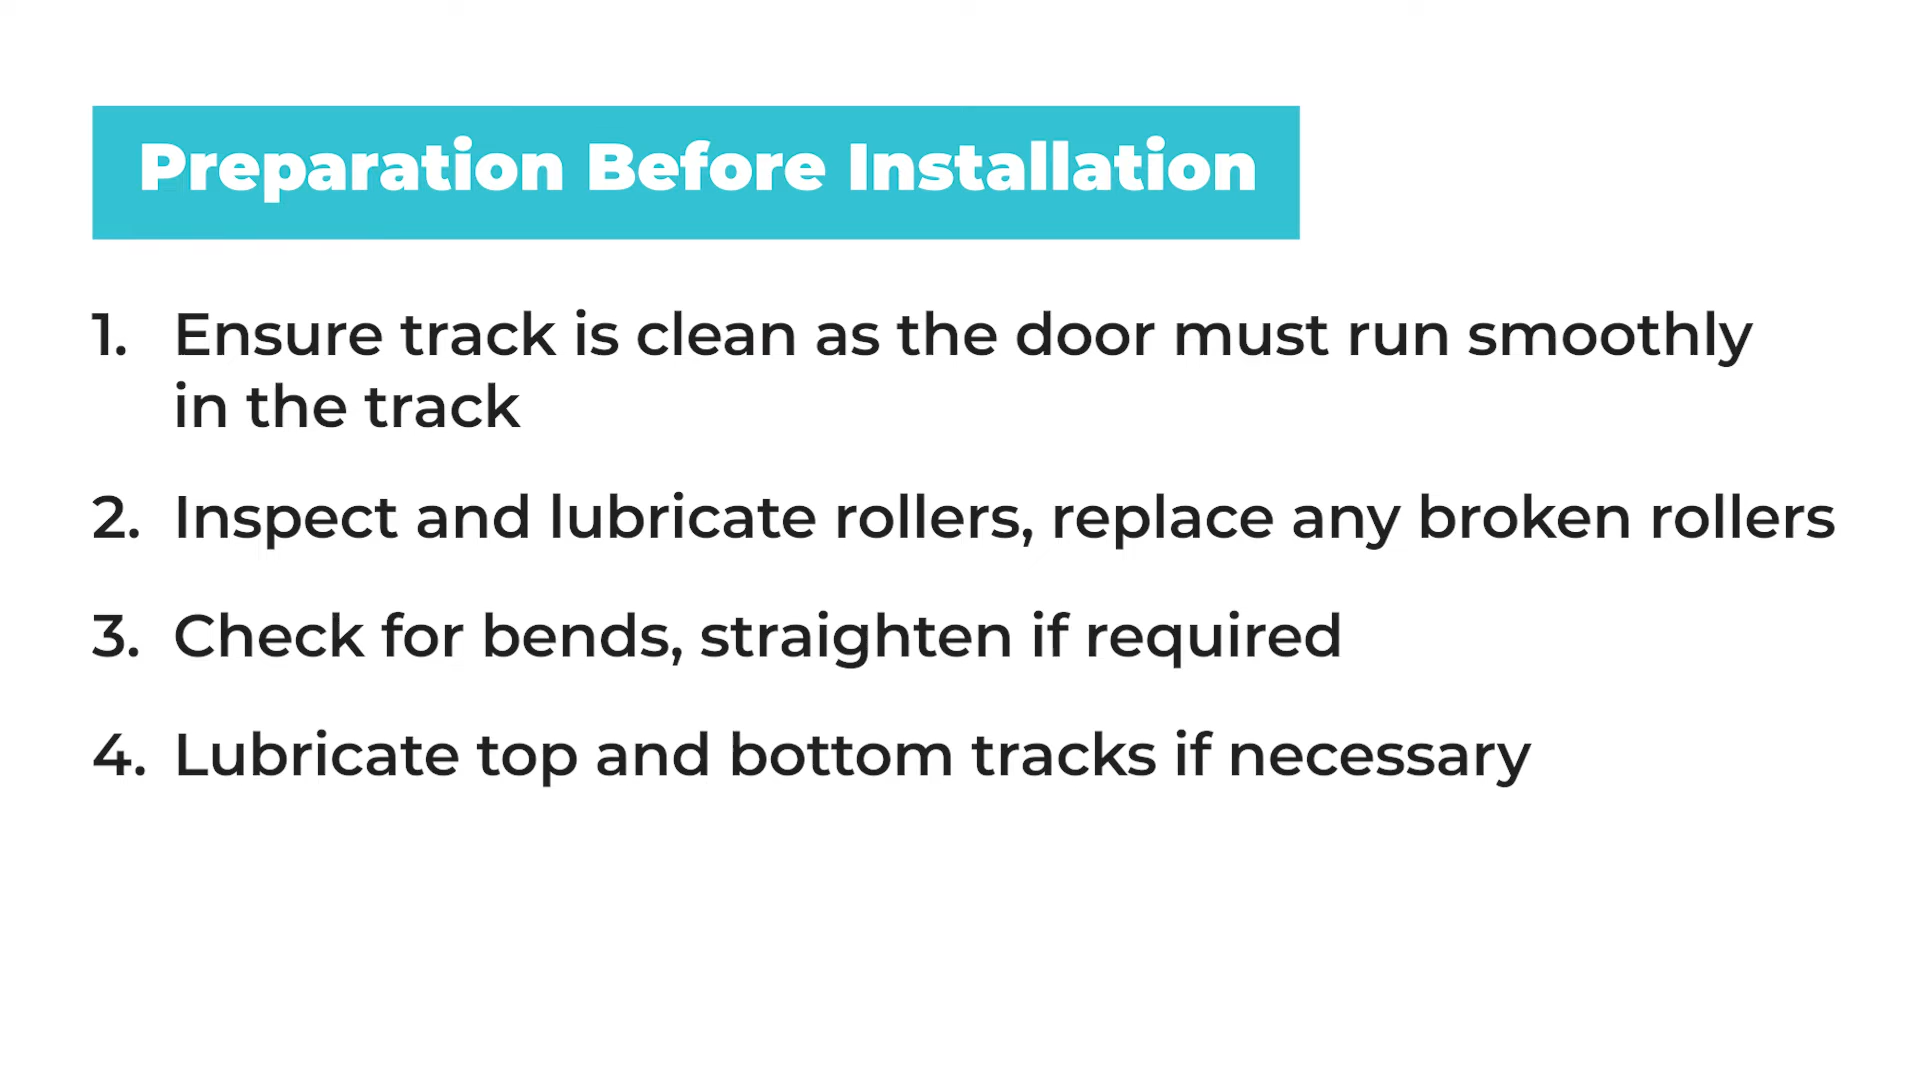 Preparation Before Installation
1. Ensure track is clean as the door must run smoothly
in the track
2. Inspect and lubricate rollers, replace any broken rollers
3. Check for bends, straighten if required
4. Lubricate top and bottom tracks if necessary